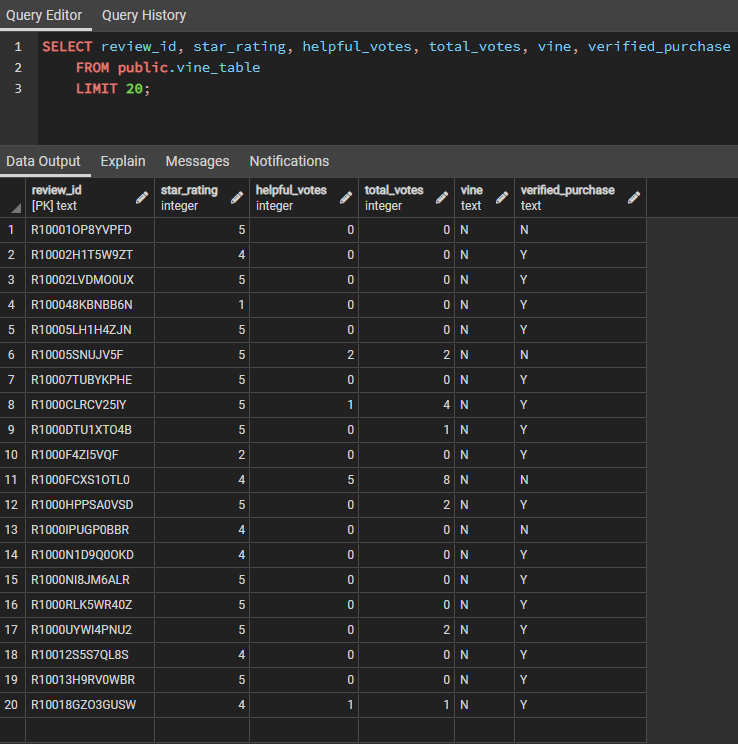 Query Editor Query History
1 SELECT review_id, star_rating, helpful_votes, total_votes, vine, verified_purchase
2 FROM public.vine_table
3 LIMIT 20;
Data Output Explain Messages Notifications
review_id star_rating helpful_votes total_votes vine verified_purchase
[PK] text integer integer integer text text
1 R10001OP8YVPFD 5 0 0 N N
2 R10002H1T5W9ZT 4 0 0 N Y
3 R10002LVDMO0UX 5 0 0 N Y
4 R100048KBNBB6N 1 0 0 N Y
5 R10005LH1H4ZJN 5 0 0 N Y
6 R10005SNUJV5F 5 2 2 N N
7 R10007TUBYKPHE 5 0 0 N Y
8 R1000CLRCV25IY 5 1 4 N Y
9 R1000DTU1XTO4B 5 0 1 N Y
10 R1000F4ZI5VQF 2 0 0 N Y
11 R1000FCXS1OTL0 4 5 8 N N
12 R1000HPPSA0VSD 5 0 2 N Y
13 R1000IPUGP0BBR 4 0 0 N N
14 R1000N1D9Q0OKD 4 0 0 N Y
15 R1000NI8JM6ALR 5 0 0 N Y
16 R1000RLK5WR40Z 5 0 0 N Y
17 R1000UYWI4PNU2 5 0 2 N Y
18 R10012S5S7QL8S 4 0 0 N Y
19 R10013H9RV0WBR 5 0 0 N Y
20 R10018GZO3GUSW 4 1 1 N Y